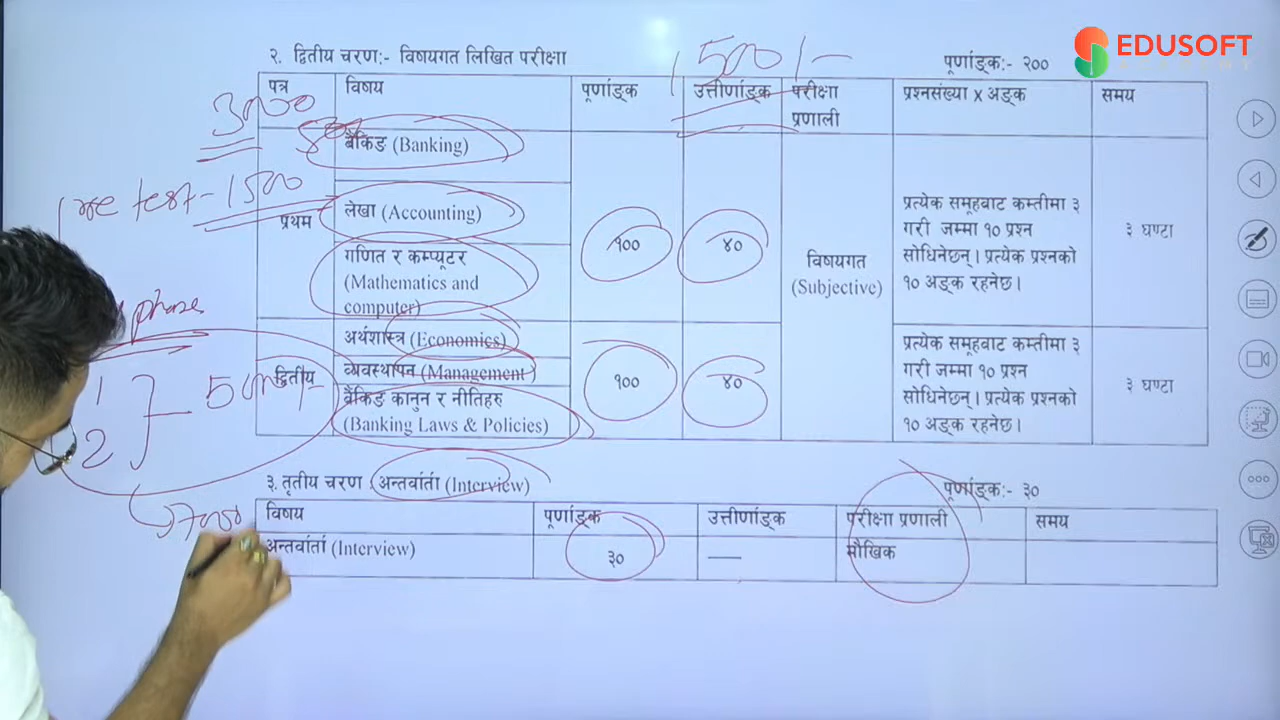 EDUSOFT
ACADEMY
1500/-
२. द्वितीय चरण:- विषयगत लिखित परीक्षा
पूर्णाङ्क:- २००
पत्र
विषय
पूर्णाङ्क
उत्तीर्णाङ्क
परीक्षा
प्रणाली
प्रश्नसंख्या x अङ्क
समय
3000
बैंकिङ (Banking)
Pre test - 1500
प्रथम
लेखा (Accounting)
गणित र कम्प्यूटर
(Mathematics and
computer)
१००
४०
विषयगत
(Subjective)
प्रत्येक समूहबाट कम्तीमा ३
गरी जम्मा १० प्रश्न
सोधिनेछन्। प्रत्येक प्रश्नको
१० अङ्क रहनेछ।
३ घण्टा
phase
1
2
द्वितीय
अर्थशास्त्र (Economics)
व्यवस्थापन (Management)
बैंकिङ कानुन र नीतिहरु
(Banking Laws & Policies)
१००
४०
प्रत्येक समूहबाट कम्तीमा ३
गरी जम्मा १० प्रश्न
सोधिनेछन्। प्रत्येक प्रश्नको
१० अङ्क रहनेछ।
३ घण्टा
३. तृतीय चरण अन्तर्वार्ता (Interview)
पूर्णाङ्क:- ३०
7000
विषय
पूर्णाङ्क
उत्तीर्णाङ्क
परीक्षा प्रणाली
समय
अन्तर्वार्ता (Interview)
३०
—
मौखिक